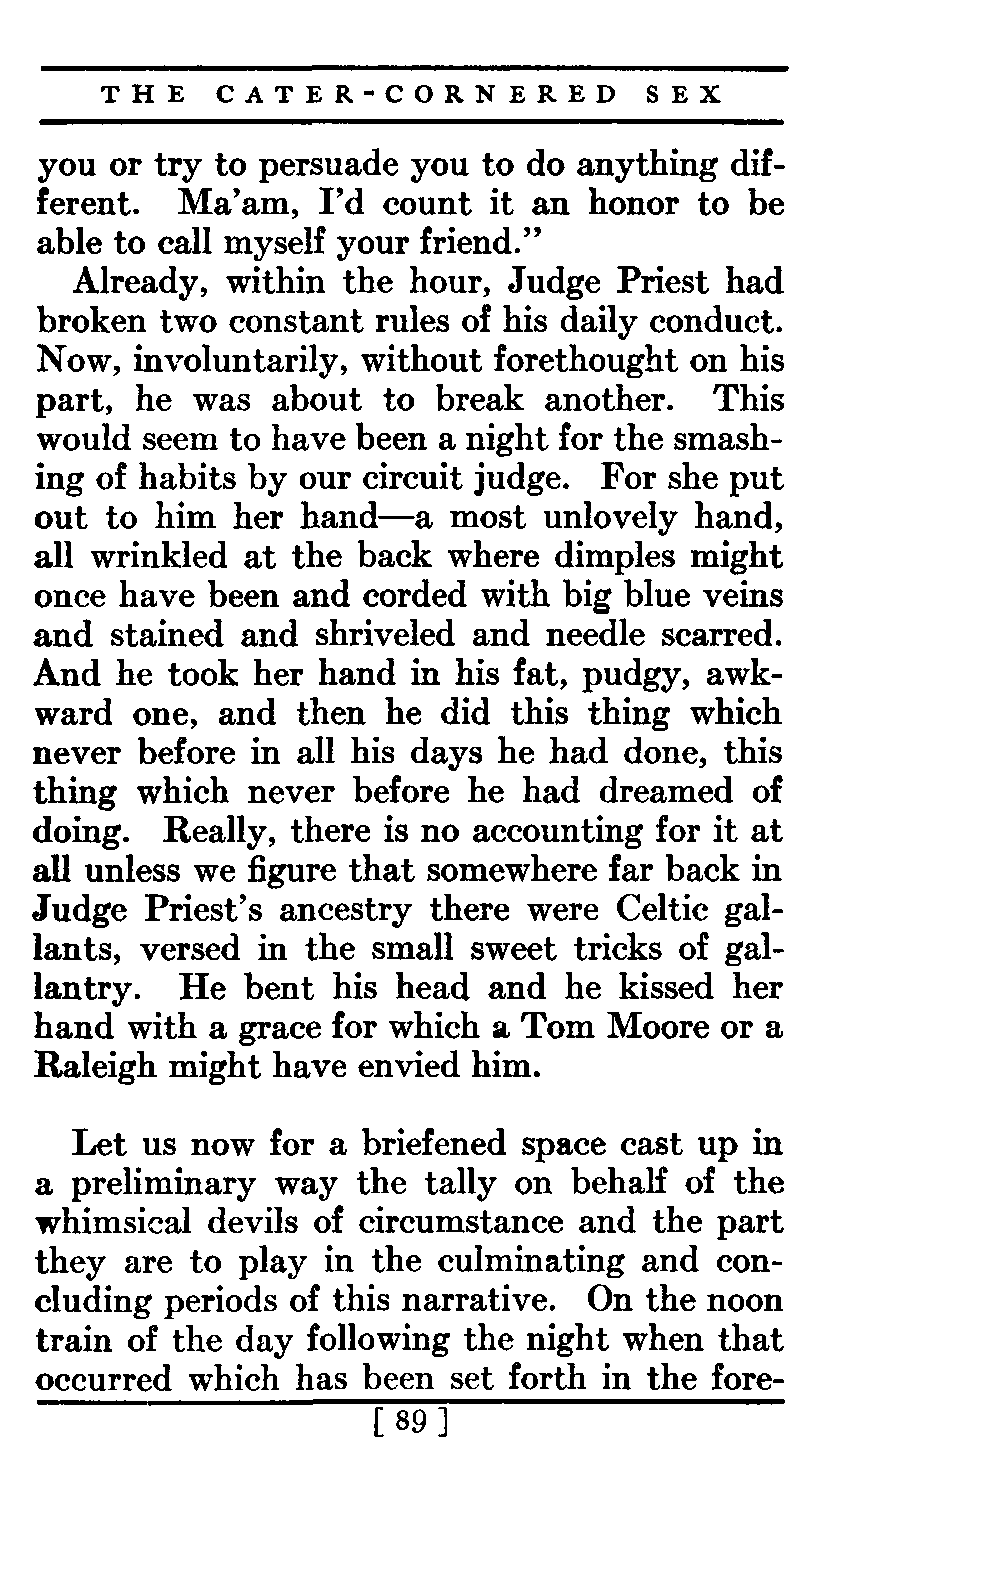 THE CATER-CORNERED SEX
you or try to persuade you to do anything dif-
ferent. Ma'am, I'd count it an honor to be
able to call myself your friend."
Already, within the hour, Judge Priest had
broken two constant rules of his daily conduct.
Now, involuntarily, without forethought on his
part, he was about to break another. This
would seem to have been a night for the smash-
ing of habits by our circuit judge. For she put
out to him her hand—a most unlovely hand,
all wrinkled at the back where dimples might
once have been and corded with big blue veins
and stained and shriveled and needle scarred.
And he took her hand in his fat, pudgy, awk-
ward one, and then he did this thing which
never before in all his days he had done, this
thing which never before he had dreamed of
doing. Really, there is no accounting for it at
all unless we figure that somewhere far back in
Judge Priest's ancestry there were Celtic gal-
lants, versed in the small sweet tricks of gal-
lantry. He bent his head and he kissed her
hand with a grace for which a Tom Moore or a
Raleigh might have envied him.
Let us now for a briefened space cast up in
a preliminary way the tally on behalf of the
whimsical devils of circumstance and the part
they are to play in the culminating and con-
cluding periods of this narrative. On the noon
train of the day following the night when that
occurred which has been set forth in the fore-
[ 89 ]